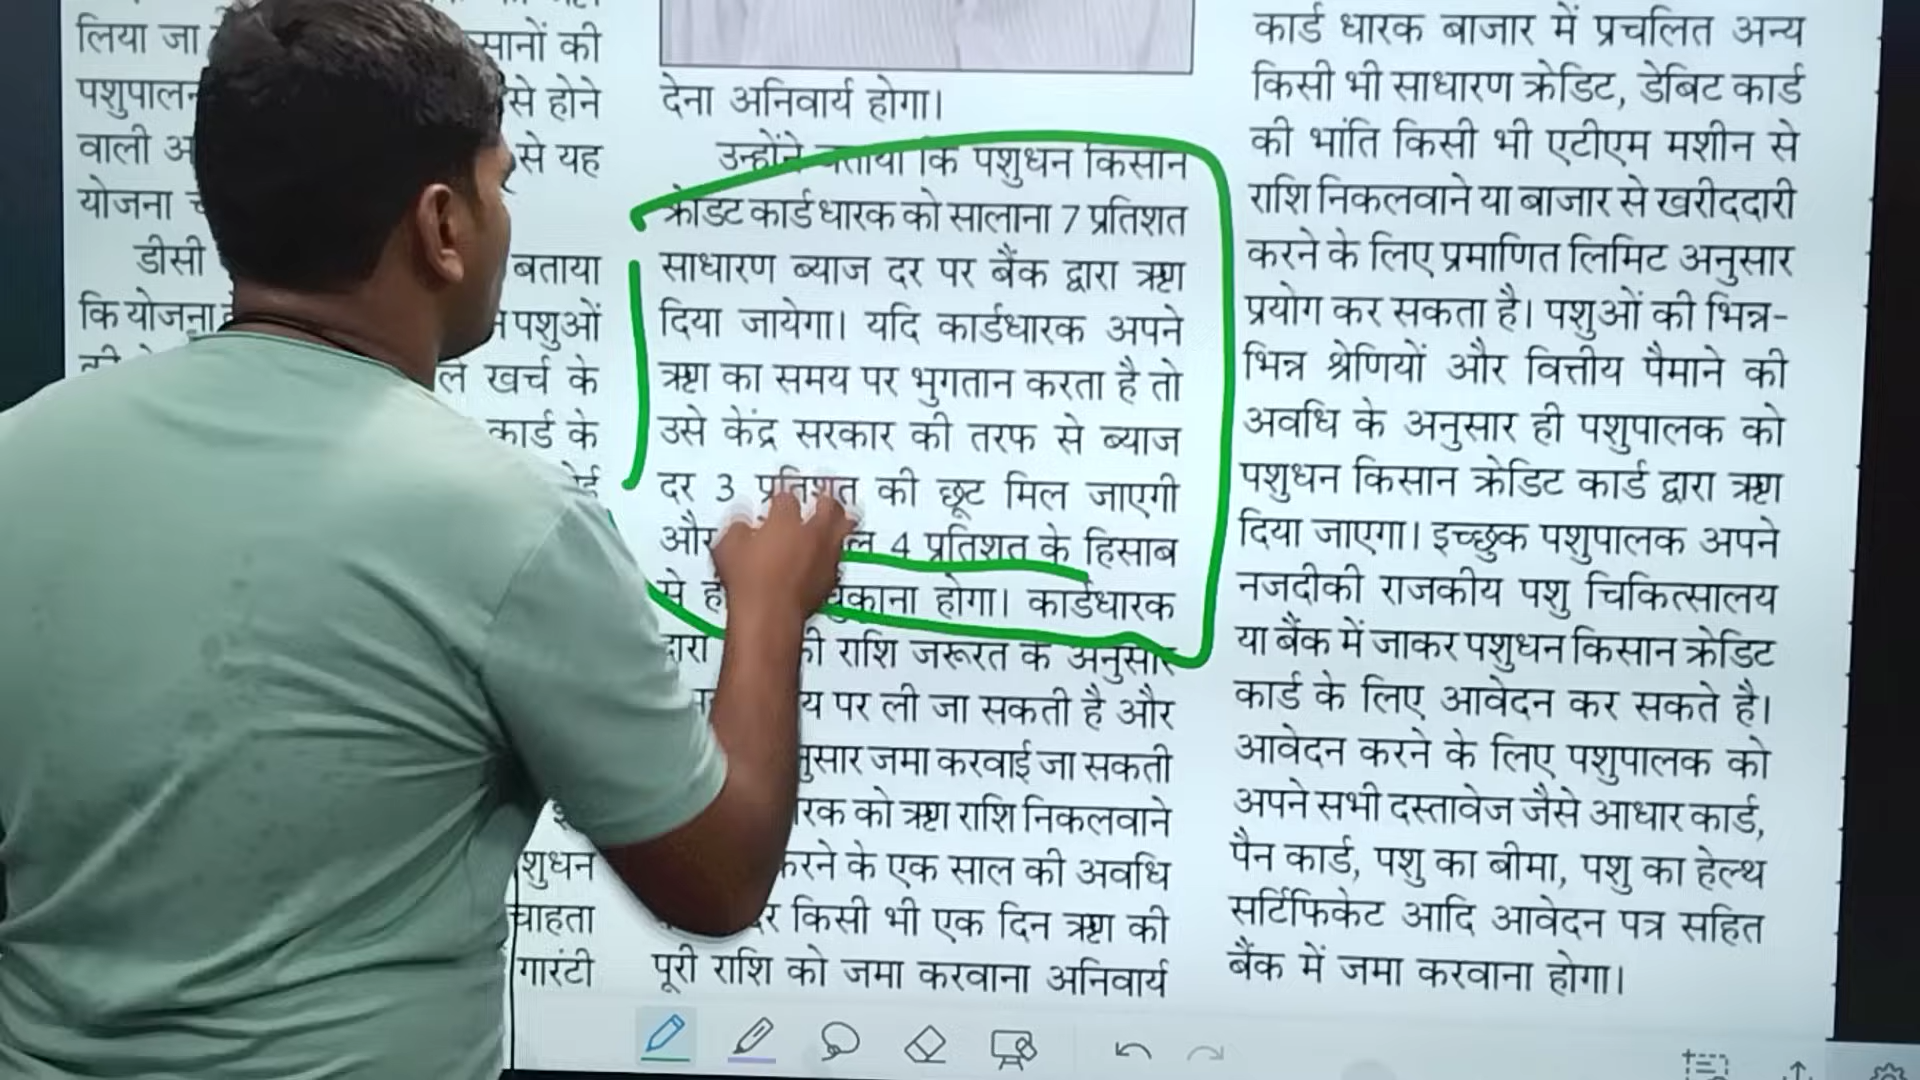 लिया जा
सानों की
पशुपालन
से होने
वाली
से यह
योजना
डीसी
बताया
कि योजना
पशुओं
खर्च के
कार्ड के
शुधन
चाहता
गारंटी
देना अनिवार्य होगा।
उन्होंने बताया कि पशुधन किसान
क्रेडिट कार्ड धारक को सालाना 7 प्रतिशत
साधारण ब्याज दर पर बैंक द्वारा ऋण
दिया जायेगा। यदि कार्डधारक अपने
ऋण का समय पर भुगतान करता है तो
उसे केंद्र सरकार की तरफ से ब्याज
दर 3 प्रतिशत की छूट मिल जाएगी
और 4 प्रतिशत के हिसाब
से चुकाना होगा। कार्डधारक
द्वारा की राशि जरूरत के अनुसार
पर ली जा सकती है और
नुसार जमा करवाई जा सकती
रक को ऋण राशि निकलवाने
करने के एक साल की अवधि
किसी भी एक दिन ऋण की
पूरी राशि को जमा करवाना अनिवार्य
कार्ड धारक बाजार में प्रचलित अन्य
किसी भी साधारण क्रेडिट, डेबिट कार्ड
की भांति किसी भी एटीएम मशीन से
राशि निकलवाने या बाजार से खरीददारी
करने के लिए प्रमाणित लिमिट अनुसार
प्रयोग कर सकता है। पशुओं की भिन्न-
भिन्न श्रेणियों और वित्तीय पैमाने की
अवधि के अनुसार ही पशुपालक को
पशुधन किसान क्रेडिट कार्ड द्वारा ऋण
दिया जाएगा। इच्छुक पशुपालक अपने
नजदीकी राजकीय पशु चिकित्सालय
या बैंक में जाकर पशुधन किसान क्रेडिट
कार्ड के लिए आवेदन कर सकते है।
आवेदन करने के लिए पशुपालक को
अपने सभी दस्तावेज जैसे आधार कार्ड,
पैन कार्ड, पशु का बीमा, पशु का हेल्थ
सर्टिफिकेट आदि आवेदन पत्र सहित
बैंक में जमा करवाना होगा।